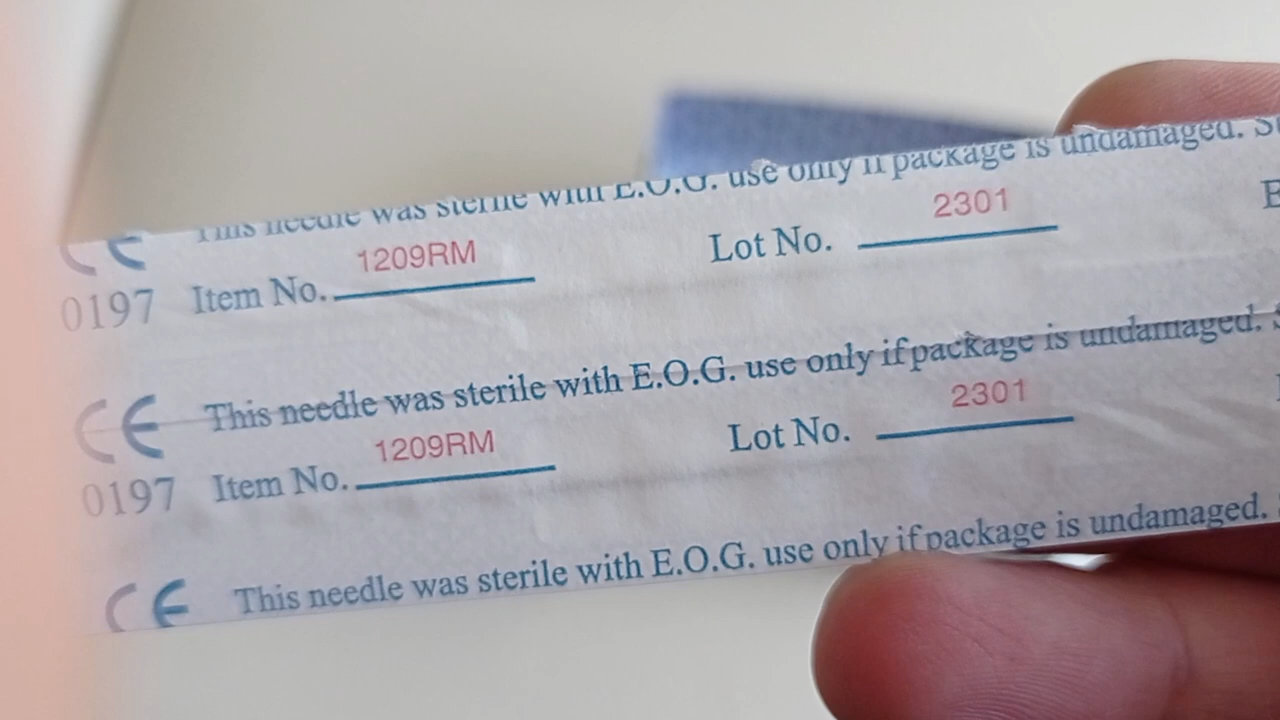 This needle was sterile with E.O.G. use only if package is undamaged.
CE
1209RM 2301
0197 Item No. Lot No.
CE This needle was sterile with E.O.G. use only if package is undamaged.
1209RM 2301
0197 Item No. Lot No.
CE This needle was sterile with E.O.G. use only if package is undamaged.